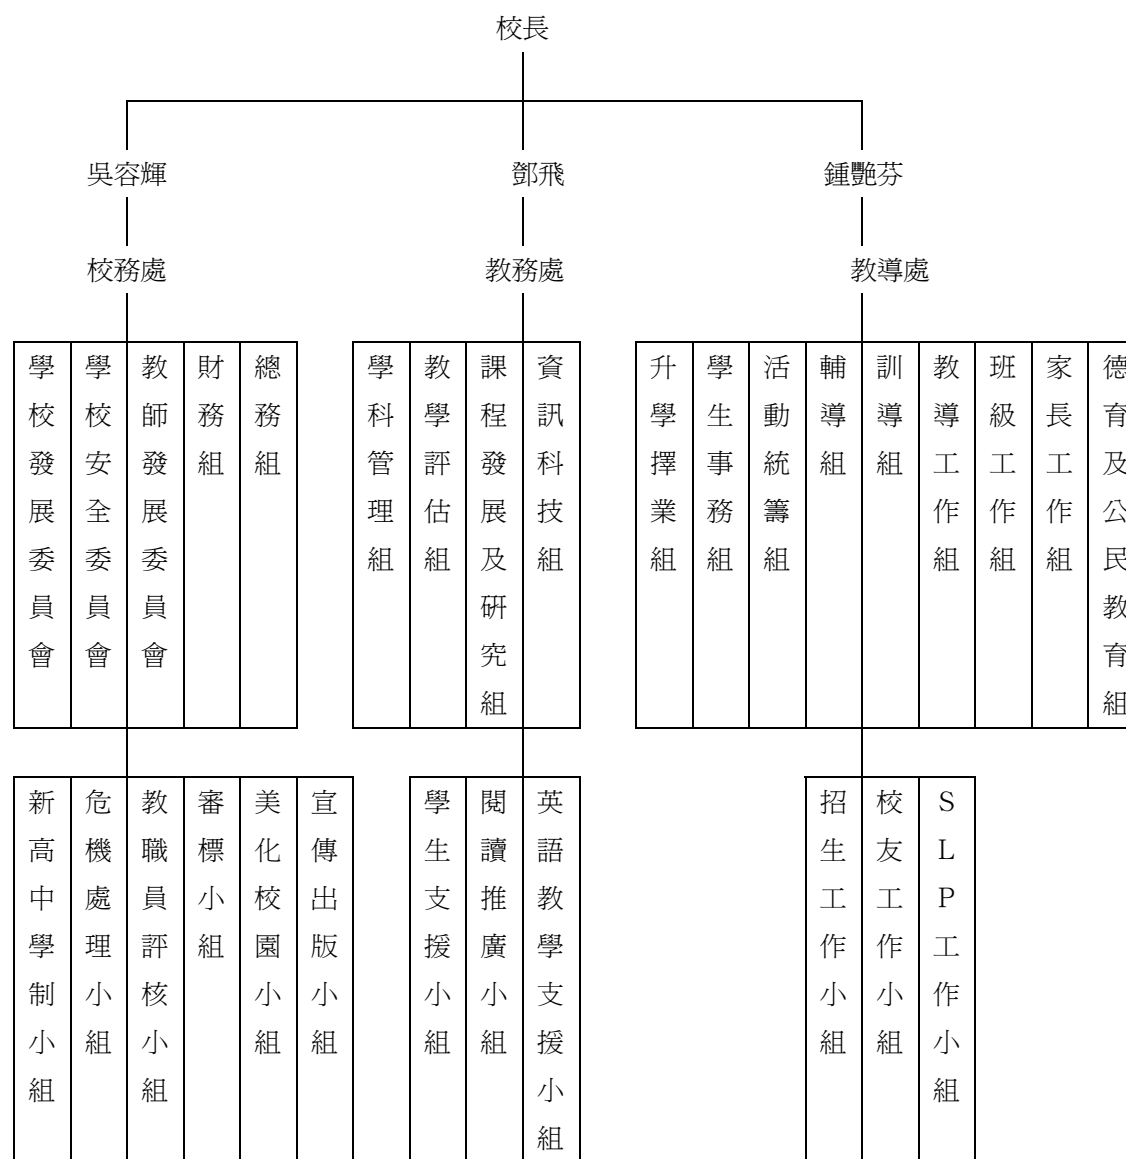 校長
吳容輝
鄧飛
鍾艷芬
校務處
教務處
教導處
學校發展委員會
學校安全委員會
教師發展委員會
財務組
總務組
學科管理組
教學評估組
課程發展及研究組
資訊科技組
升學擇業組
學生事務組
活動統籌組
輔導組
訓導組
教導工作組
班級工作組
家長工作組
德育及公民教育組
新高中學制小組
危機處理小組
教職員評核小組
審標小組
美化校園小組
宣傳出版小組
學生支援小組
閱讀推廣小組
英語教學支援小組
招生工作小組
校友工作小組
SLP工作小組